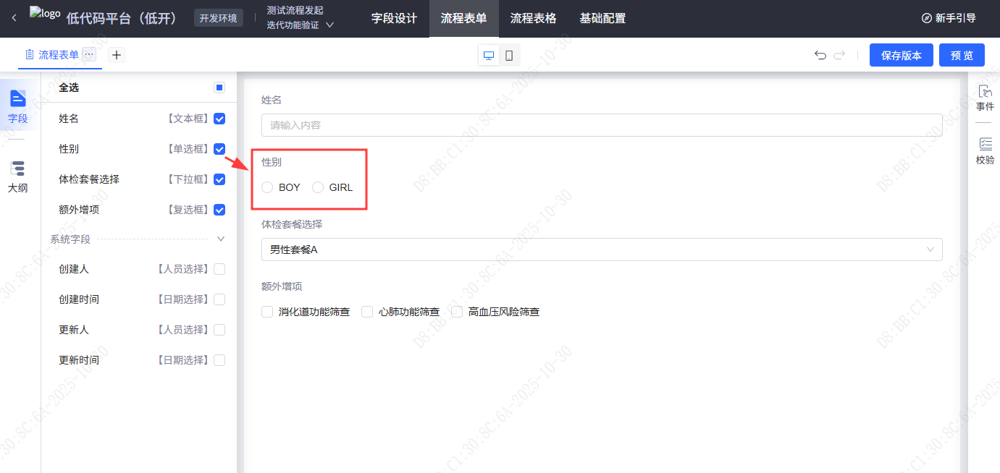 logo 低代码平台（低开） 开发环境 测试流程发起
迭代功能验证
字段设计 流程表单 流程表格 基础配置 新手引导
流程表单 ··· + 保存版本 预 览
字段
大纲
全选
姓名 【文本框】
性别 【单选框】
体检套餐选择 【下拉框】
额外增项 【复选框】
系统字段
创建人 【人员选择】
创建时间 【日期选择】
更新人 【人员选择】
更新时间 【日期选择】
姓名
请输入内容
性别
BOY GIRL
体检套餐选择
男性套餐A
额外增项
消化道功能筛查 心肺功能筛查 高血压风险筛查
事件
校验
D8:BB:C1:30:8C:6A-2025-10-30